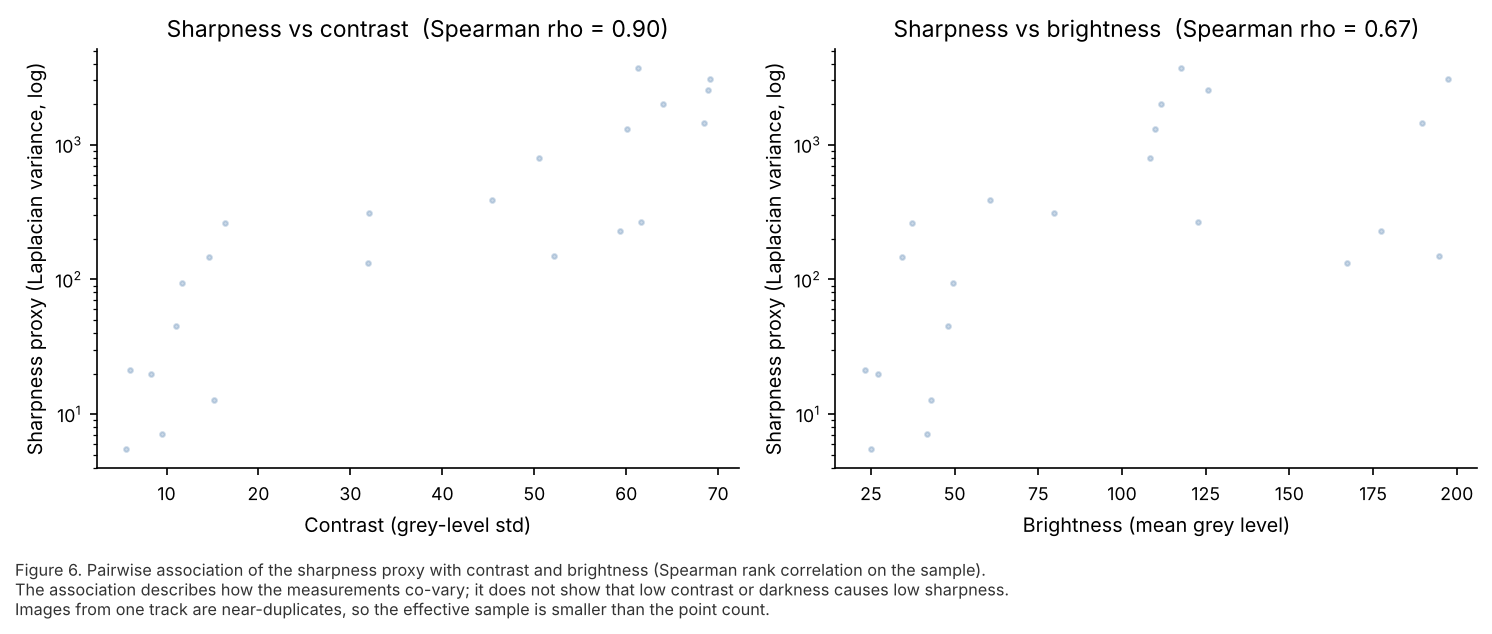 Sharpness vs contrast (Spearman rho = 0.90)
Sharpness proxy (Laplacian variance, log)
10³
10²
10¹
10 20 30 40 50 60 70
Contrast (grey-level std)
Sharpness vs brightness (Spearman rho = 0.67)
Sharpness proxy (Laplacian variance, log)
10³
10²
10¹
25 50 75 100 125 150 175 200
Brightness (mean grey level)
Figure 6. Pairwise association of the sharpness proxy with contrast and brightness (Spearman rank correlation on the sample).
The association describes how the measurements co-vary; it does not show that low contrast or darkness causes low sharpness.
Images from one track are near-duplicates, so the effective sample is smaller than the point count.